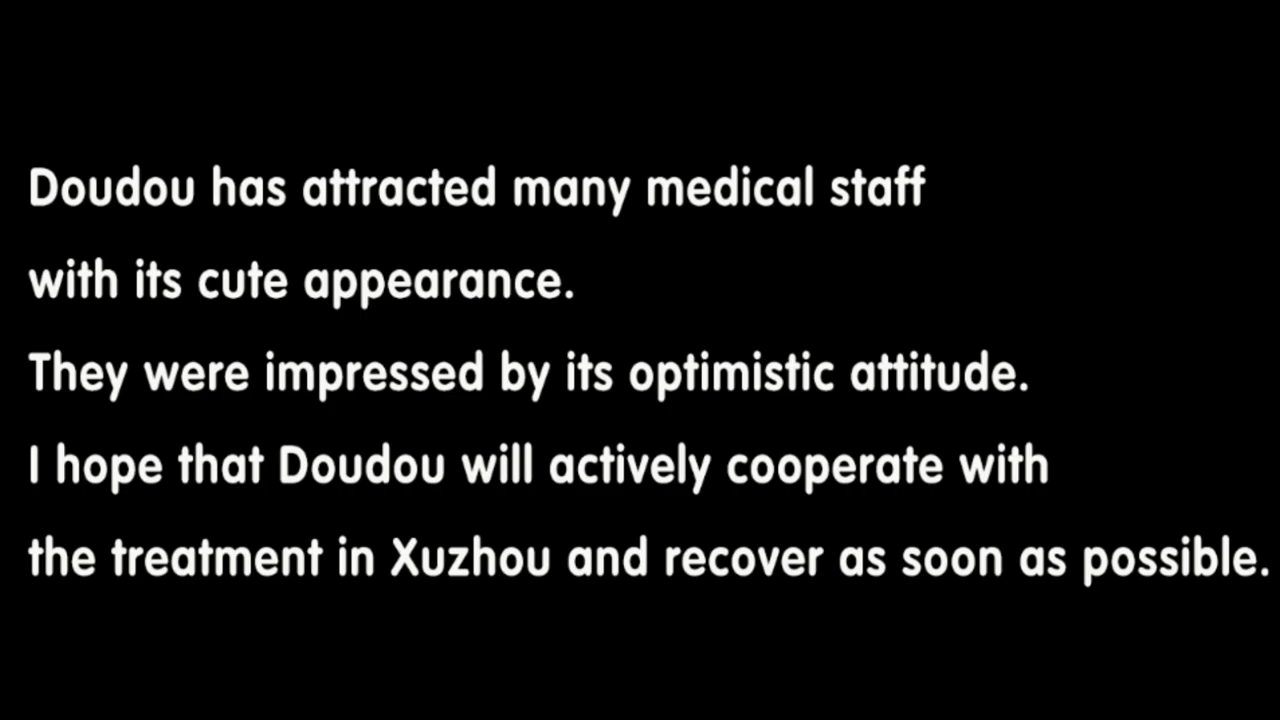 Doudou has attracted many medical staff
with its cute appearance.
They were impressed by its optimistic attitude.
I hope that Doudou will actively cooperate with
the treatment in Xuzhou and recover as soon as possible.